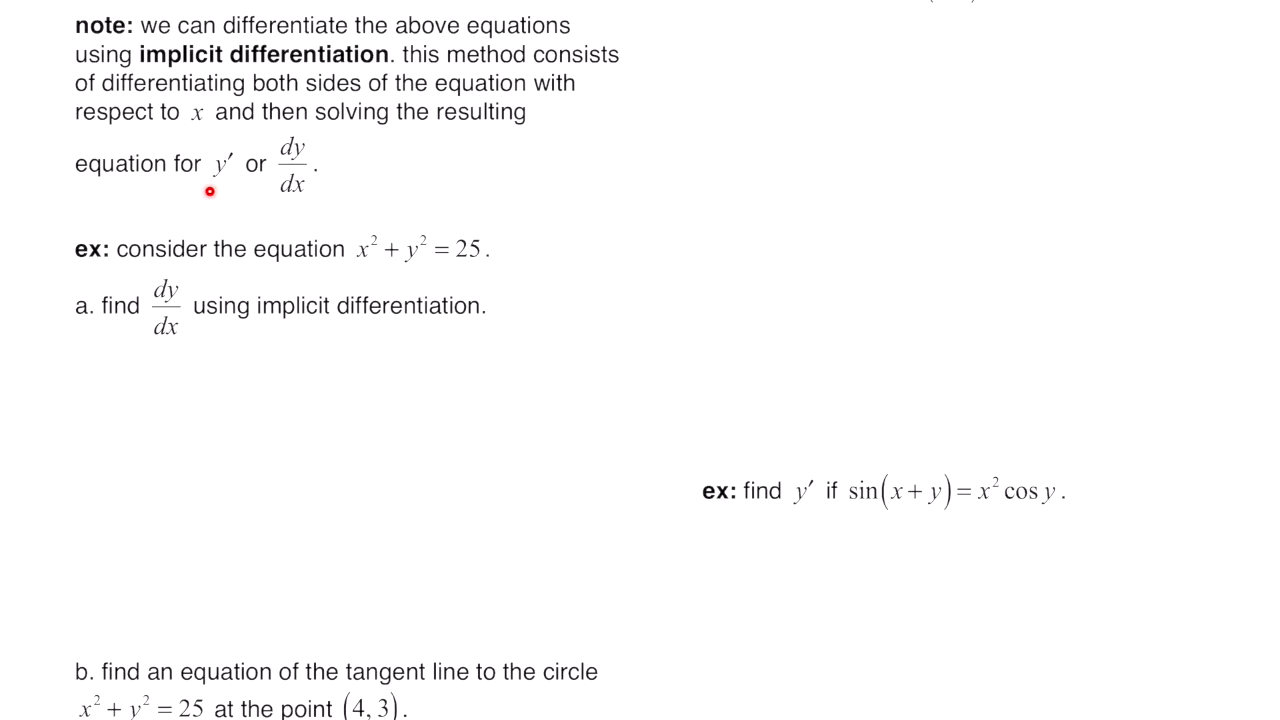 note: we can differentiate the above equations
using implicit differentiation. this method consists
of differentiating both sides of the equation with
respect to x and then solving the resulting
equation for y′ or dy/dx .
ex: consider the equation x² + y² = 25.
a. find dy/dx using implicit differentiation.
b. find an equation of the tangent line to the circle
x² + y² = 25 at the point (4, 3).
ex: find y′ if sin(x + y) = x² cos y .